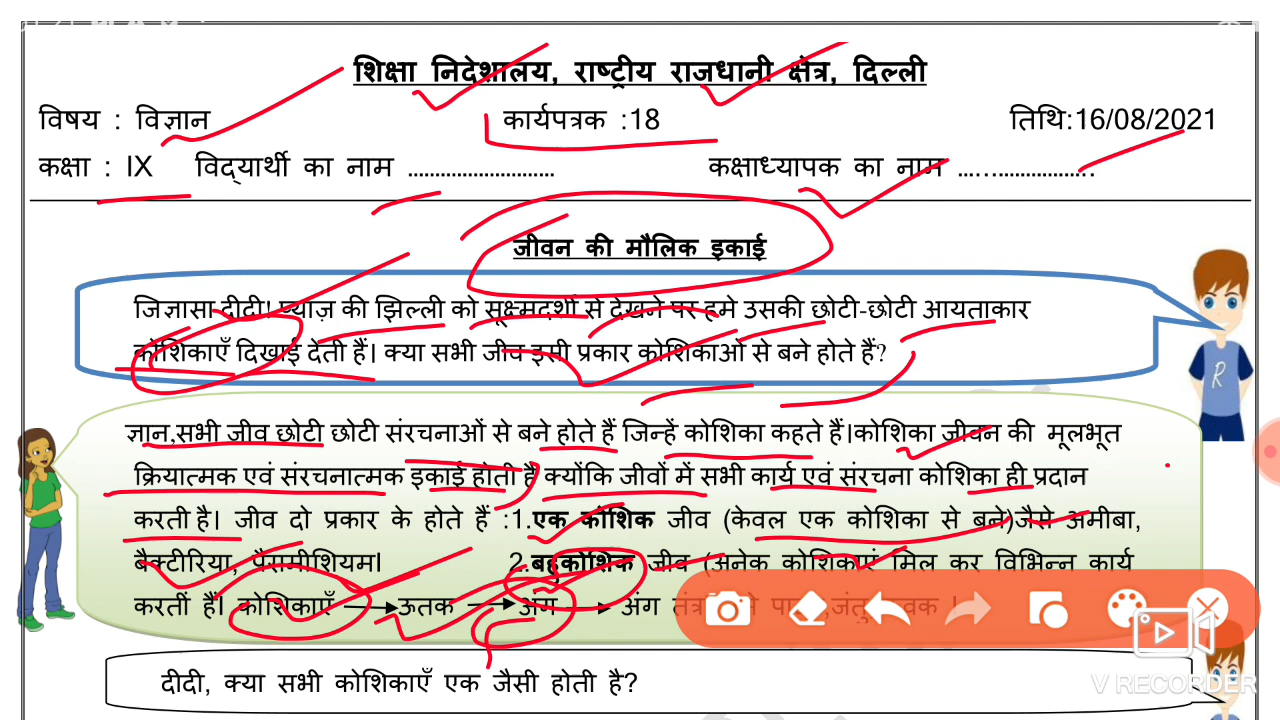 शिक्षा निदेशालय, राष्ट्रीय राजधानी क्षेत्र, दिल्ली
विषय : विज्ञान कार्यपत्रक :18 तिथि:16/08/2021
कक्षा : IX विद्यार्थी का नाम ........................... कक्षाध्यापक का नाम .........................
जीवन की मौलिक इकाई
जिज्ञासा दीदी! प्याज़ की झिल्ली को सूक्ष्मदर्शी से देखने पर हमे उसकी छोटी-छोटी आयताकार
कोशिकाएँ दिखाई देती हैं। क्या सभी जीव इसी प्रकार कोशिकाओं से बने होते हैं?
ज्ञान,सभी जीव छोटी छोटी संरचनाओं से बने होते हैं जिन्हें कोशिका कहते हैं।कोशिका जीवन की मूलभूत
क्रियात्मक एवं संरचनात्मक इकाई होती है क्योंकि जीवों में सभी कार्य एवं संरचना कोशिका ही प्रदान
करती है। जीव दो प्रकार के होते हैं :1.एक कोशिक जीव (केवल एक कोशिका से बने)जैसे अमीबा,
बैक्टीरिया, पैरामीशियम। 2.बहुकोशिक जीव (अनेक कोशिकाएं मिल कर विभिन्न कार्य
करतीं हैं। कोशिकाएँ → ऊतक → अंग → अंग
दीदी, क्या सभी कोशिकाएँ एक जैसी होती है?
R
V RECORDER